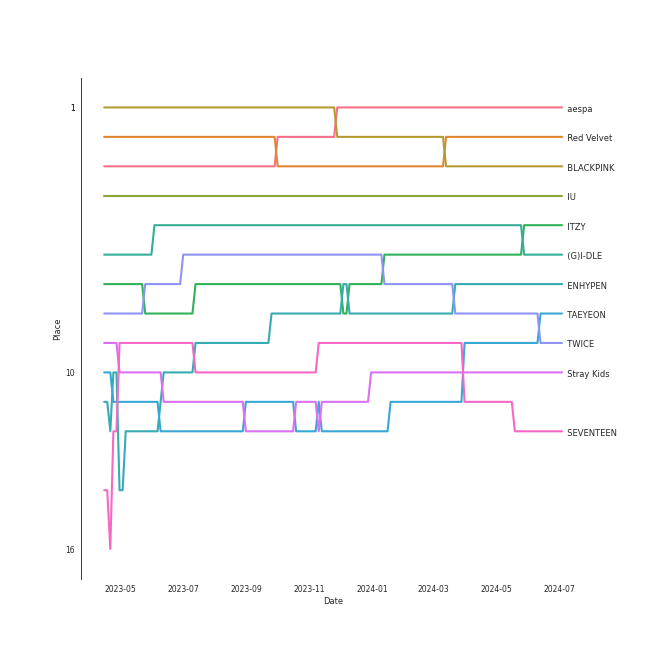 1
10
16
Place
aespa
Red Velvet
BLACKPINK
IU
ITZY
(G)I-DLE
ENHYPEN
TAEYEON
TWICE
Stray Kids
SEVENTEEN
2023-05
2023-07
2023-09
2023-11
2024-01
2024-03
2024-05
2024-07
Date